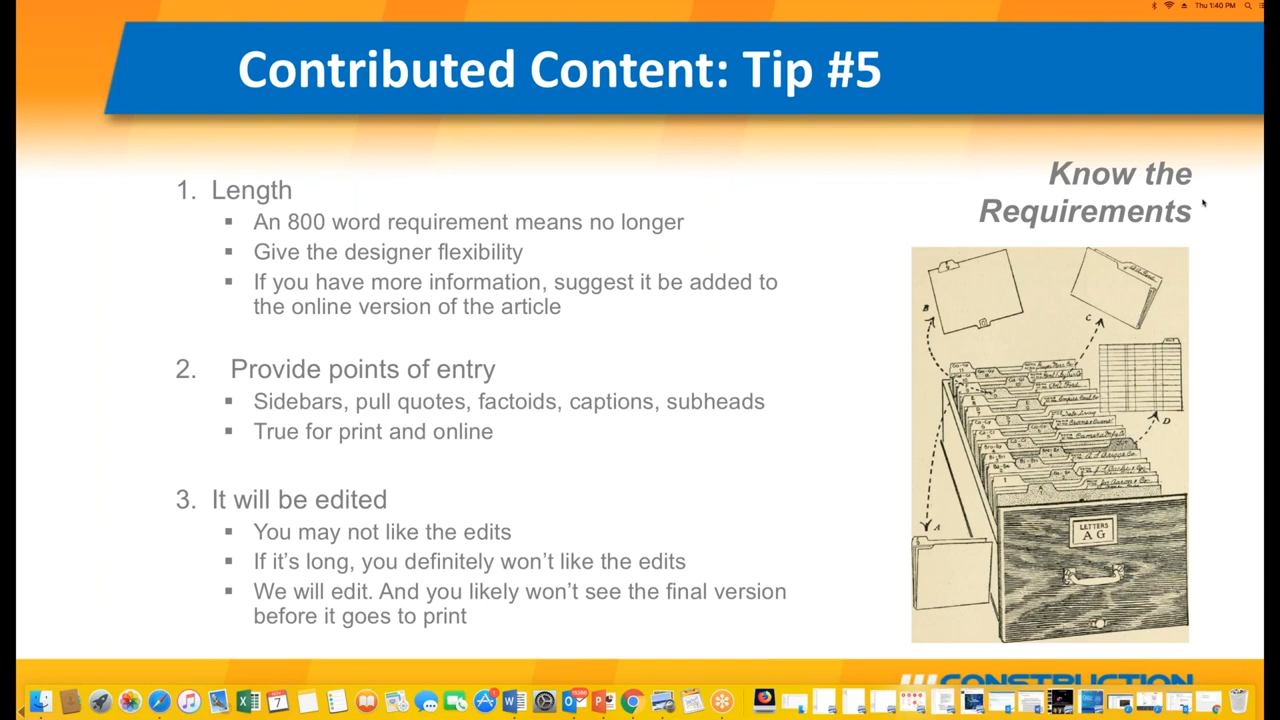 Thu 1:40 PM
Contributed Content: Tip #5
Know the
Requirements
1. Length
▪ An 800 word requirement means no longer
▪ Give the designer flexibility
▪ If you have more information, suggest it be added to
the online version of the article
2. Provide points of entry
▪ Sidebars, pull quotes, factoids, captions, subheads
▪ True for print and online
3. It will be edited
▪ You may not like the edits
▪ If it’s long, you definitely won’t like the edits
▪ We will edit. And you likely won’t see the final version
before it goes to print
B
C
D
A
LETTERS
A G
CONSTRUCTION